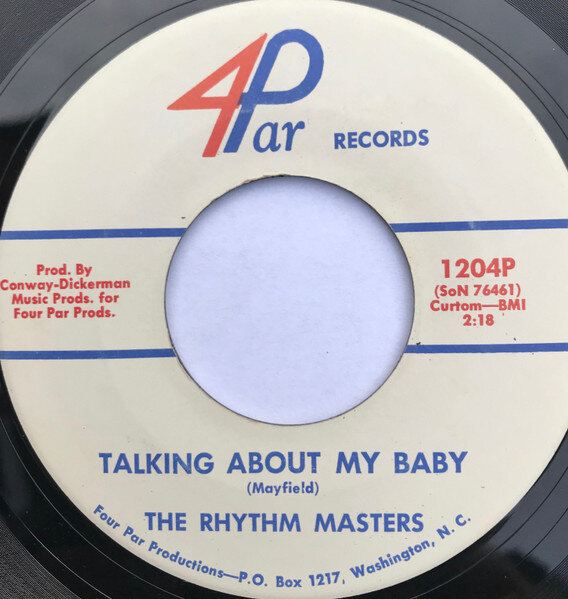 4Par RECORDS
Prod. By
Conway-Dickerman
Music Prods. for
Four Par Prods.
1204P
(SoN 76461)
Curtom—BMI
2:18
TALKING ABOUT MY BABY
(Mayfield)
THE RHYTHM MASTERS
Four Par Productions—P.O. Box 1217, Washington, N.C.